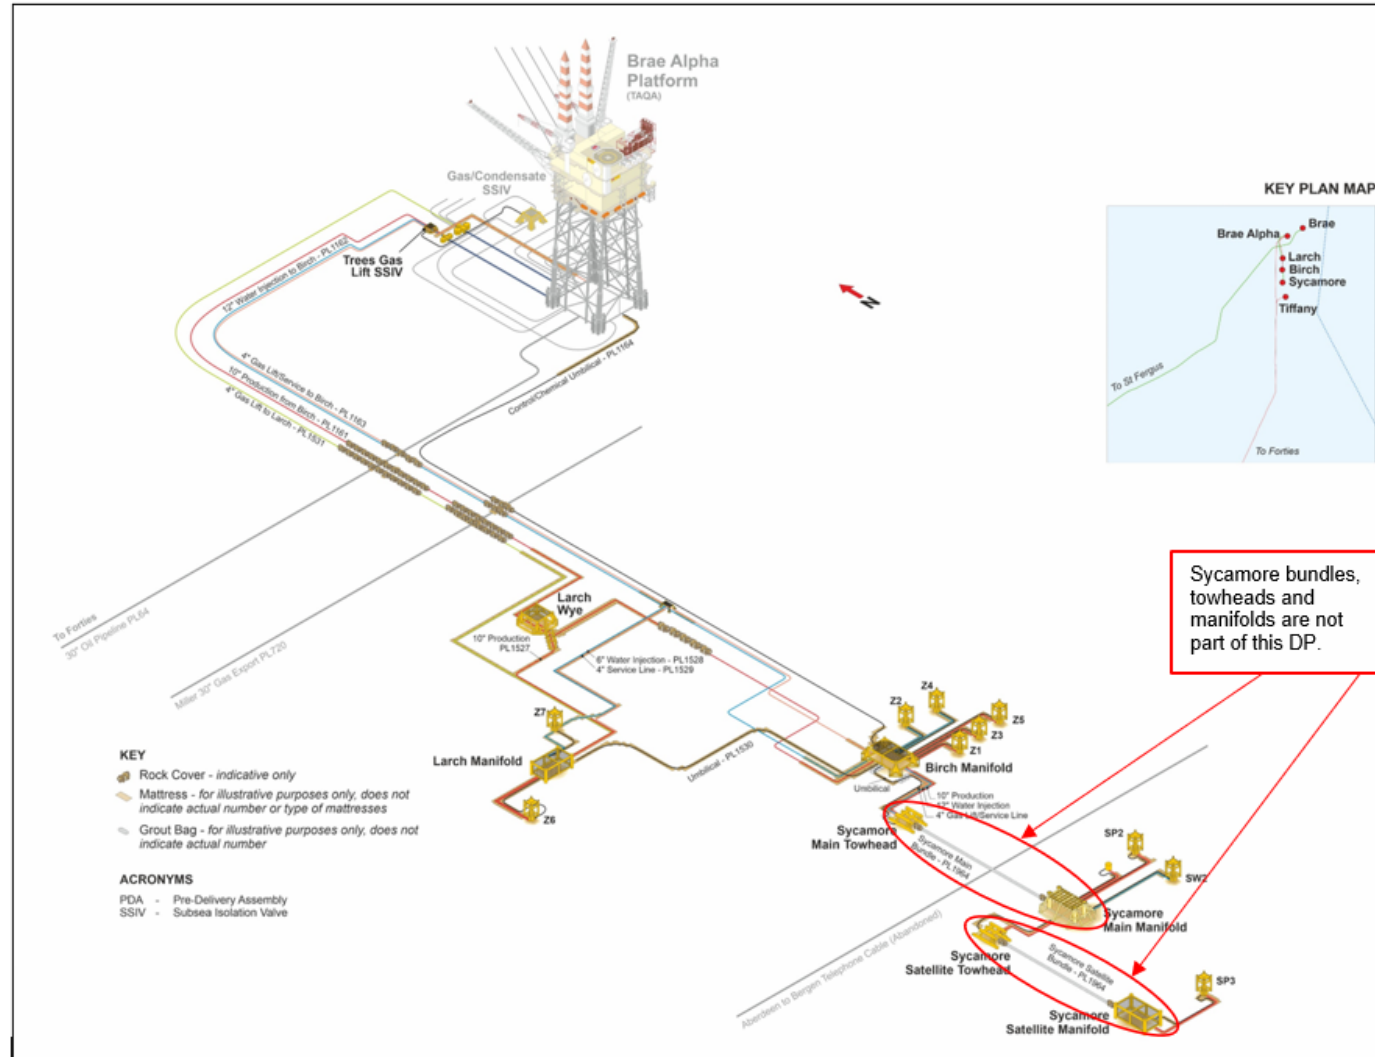 Brae Alpha
Platform
(TAQA)
Gas/Condensate
SSIV
Trees Gas
Lift SSIV
12" Water Injection to Birch - PL1162
4" Gas Lift/Service to Birch - PL1163
10" Production from Birch - PL1161
4" Gas Lift to Larch - PL1531
Control/Chemical Umbilical - PL1164
N
KEY PLAN MAP
Brae
Brae Alpha
Larch
Birch
Sycamore
Tiffany
To St Fergus
To Forties
Sycamore bundles,
towheads and
manifolds are not
part of this DP.
To Forties
30" Oil Pipeline PL64
Miller 30" Gas Export PL720
Larch
Wye
10" Production
PL1527
6" Water Injection - PL1528
4" Service Line - PL1529
Z7
Larch Manifold
Z6
Umbilical - PL1530
Z4
Z2
Z5
Z3
Z1
Birch Manifold
Umbilical
10" Production
12" Water Injection
4" Gas Lift/Service Line
Sycamore
Main Towhead
Sycamore Main
Bundle - PL1964
SP2
SW2
Sycamore
Main Manifold
Sycamore
Satellite Towhead
Sycamore Satellite
Bundle - PL1964
SP3
Sycamore
Satellite Manifold
Aberdeen to Bergen Telephone Cable (Abandoned)
KEY
Rock Cover - indicative only
Mattress - for illustrative purposes only, does not
indicate actual number or type of mattresses
Grout Bag - for illustrative purposes only, does not
indicate actual number
ACRONYMS
PDA - Pre-Delivery Assembly
SSIV - Subsea Isolation Valve